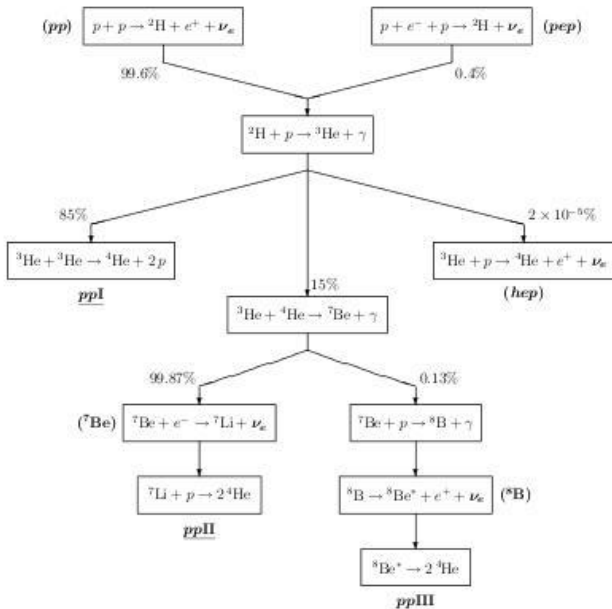 (pp) p + p → ²H + e⁺ + νₑ p + e⁻ + p → ²H + νₑ (pep)
99.6% 0.4%
²H + p → ³He + γ
85% 2 × 10⁻⁵%
³He + ³He → ⁴He + 2p ³He + p → ⁴He + e⁺ + νₑ
ppI (hep)
15%
³He + ⁴He → ⁷Be + γ
99.87% 0.13%
(⁷Be) ⁷Be + e⁻ → ⁷Li + νₑ ⁷Be + p → ⁸B + γ
⁷Li + p → 2 ⁴He ⁸B → ⁸Be* + e⁺ + νₑ (⁸B)
ppII
⁸Be* → 2 ⁴He
ppIII